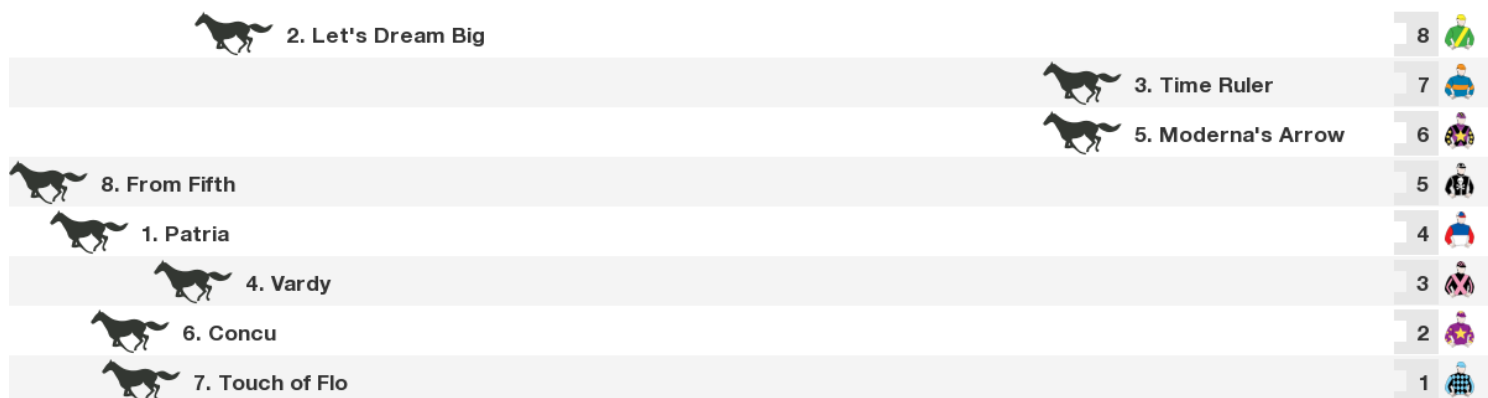 2. Let's Dream Big 8
3. Time Ruler 7
5. Moderna's Arrow 6
8. From Fifth 5
1. Patria 4
4. Vardy 3
6. Concu 2
7. Touch of Flo 1